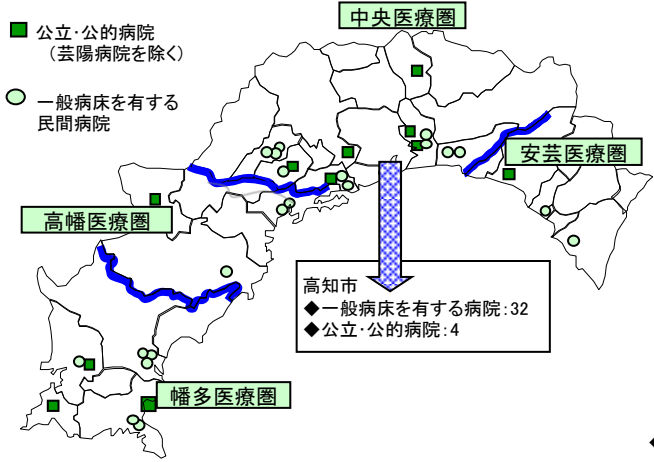 中央医療圏
公立・公的病院
（芸陽病院を除く）
一般病床を有する
民間病院
安芸医療圏
高幡医療圏
高知市
◆一般病床を有する病院：32
◆公立・公的病院：4
幡多医療圏
◆